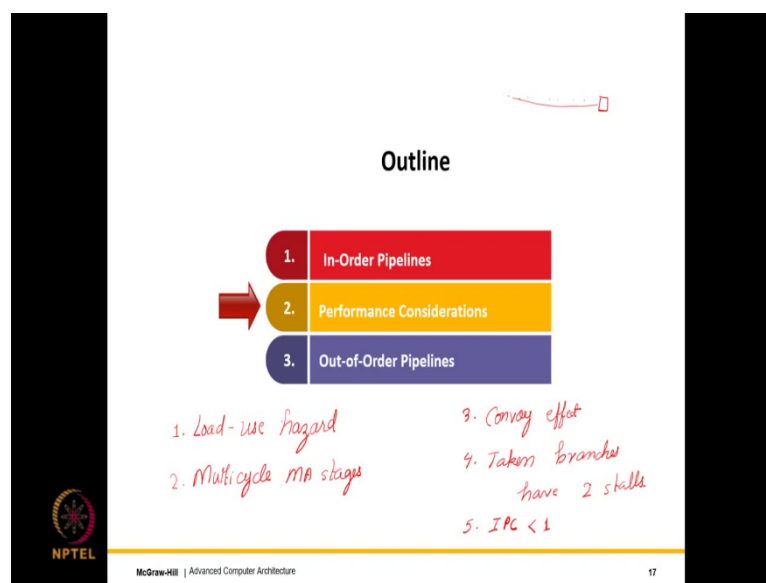 Outline
1. In-Order Pipelines
2. Performance Considerations
3. Out-of-Order Pipelines
1. Load-use hazard
2. Multicycle MA stages
3. Convoy effect
4. Taken branches
have 2 stalls
5. IPC < 1
NPTEL
McGraw-Hill | Advanced Computer Architecture
17